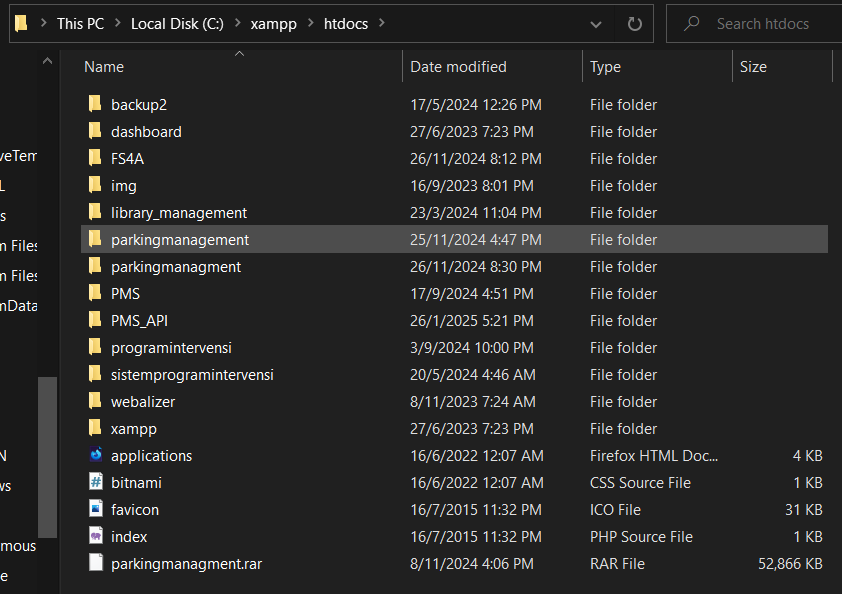 This PC > Local Disk (C:) > xampp > htdocs > Search htdocs
Name Date modified Type Size
backup2 17/5/2024 12:26 PM File folder
dashboard 27/6/2023 7:23 PM File folder
veTem
FS4A 26/11/2024 8:12 PM File folder
L
img 16/9/2023 8:01 PM File folder
s
library_management 23/3/2024 11:04 PM File folder
n Files
parkingmanagement 25/11/2024 4:47 PM File folder
n Files
parkingmanagment 26/11/2024 8:30 PM File folder
PMS 17/9/2024 4:51 PM File folder
mData
PMS_API 26/1/2025 5:21 PM File folder
programintervensi 3/9/2024 10:00 PM File folder
sistemprogramintervensi 20/5/2024 4:46 AM File folder
webalizer 8/11/2023 7:24 AM File folder
xampp 27/6/2023 7:23 PM File folder
N
applications 16/6/2022 12:07 AM Firefox HTML Doc... 4 KB
ws
bitnami 16/6/2022 12:07 AM CSS Source File 1 KB
favicon 16/7/2015 11:32 PM ICO File 31 KB
index 16/7/2015 11:32 PM PHP Source File 1 KB
mous
parkingmanagment.rar 8/11/2024 4:06 PM RAR File 52,866 KB
e